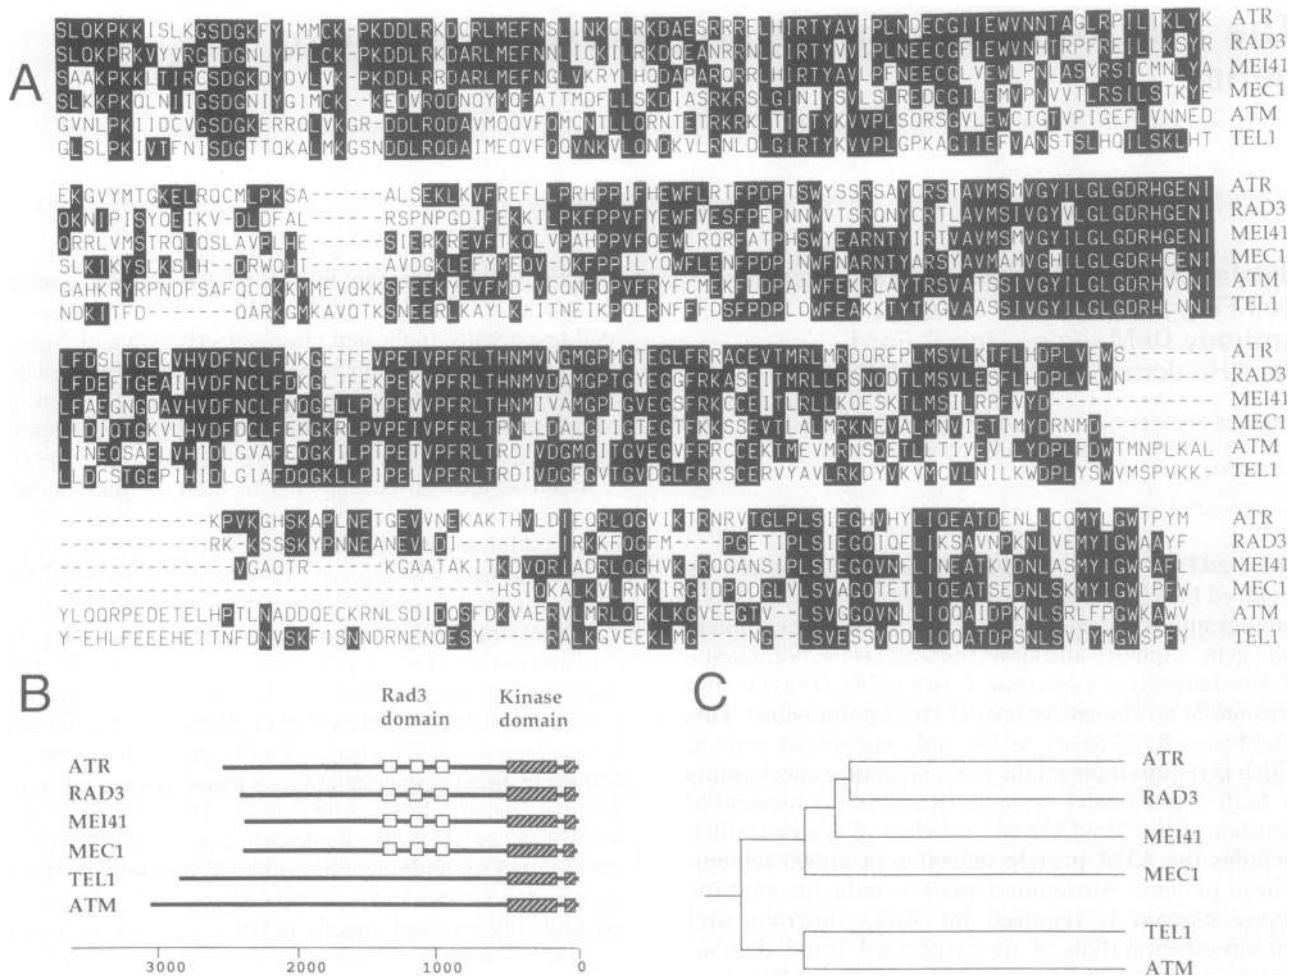 A
SLQKPKKISLKGSDGKFYIMMCK-PKDDLRKDCRLMEFNSLINKCLRKDAESRRRELHIRTYAVIPLNDECGIIEWVNNTAGLRPILTKLYK ATR
SLQKPRKVYVRGTDGNLYPFLCK-PKDDLRKDARLMEFNNLICKILRKDQEANRRNLCIRTYVVIPLNEECGFIEWVNHTRPFREILLKSYR RAD3
SAAKPKKLTIRCSDGKDYDVLVK-PKDDLRRDARLMEFNGLVKRYLHQDAPARQRRLHIRTYAVLPFNEECGLVEWLPNLASYRSICMNLYA MEI41
SLKKPKQLNIIGSDGNIYGIMCK--KEDVRQDNQYMQFATTMDFLLSKDIASRKRSLGINIYSVLSLREDCGILEMVPNVVTLRSILSTKYE MEC1
GVNLPKIIDCVGSDGKERRQLVKGR-DDLRQDAVMQQVFQMCNTLLQRNTETRKRKLTICTYKVVPLSQRSGVLEWCTGTVPIGEFLVNNED ATM
GLSLPKIVTFNISDGTTQKALMKGSNDDLRQDAIMEQVFQQVNKVLQNDKVLRNLDLGIRTYKVVPLGPKAGIIEFVANSTSLHQILSKLHT TEL1
EKGVYMTGKELRQCMLPKSA------ALSEKLKVFREFLLPRHPPIFHEWFLRTFPDPTSWYSSRSAYCRSTAVMSMVGYILGLGDRHGENI ATR
QKNIPISYQEIKV-DLDFAL------RSPNPGDIFEKKILPKFPPVFYEWFVESFPEPNNWVTSRQNYCRTLAVMSIVGYVLGLGDRHGENI RAD3
QRRLVMSTRQLQSLAVPLHE------SIERKREVFTKQLVPAHPPVFQEWLRQRFATPHSWYEARNTYIRTVAVMSMVGYILGLGDRHGENI MEI41
SLKIKYSLKSLH--DRWQHT------AVDGKLEFYMEQV-DKFPPILYQWFLENFPDPINWFNARNTYARSYAVMAMVGHILGLGDRHCENI MEC1
GAHKRYRPNDFSAFQCQKKMMEVQKKSFEEKYEVFMD-VCQNFQPVFRYFCMEKFLDPAIWFEKRLAYTRSVATSSIVGYILGLGDRHVQNI ATM
NDKITFD-----QARKGMKAVQTKSNEERLKAYLK-ITNEIKPQLRNFFFDSFPDPLDWFEAKKTYTKGVAASSIVGYILGLGDRHLNNI TEL1
LFDSLTGECVHVDFNCLFNKGETFEVPEIVPFRLTHNMVNGMGPMGTEGLFRRACEVTMRLMRDQREPLMSVLKTFLHDPLVEWS------ ATR
LFDEFTGEAIHVDFNCLFDKGLTFEKPEKVPFRLTHNMVDAMGPTGYEGGFRKASEITMRLLRSNQDTLMSVLESFLHDPLVEWN------ RAD3
LFAEGNGDAVHVDFNCLFNQGELLPYPEVVPFRLTHNMIVAMGPLGVEGSFRKCCEITLRLLKQESKTLMSILRPFVYD----------- MEI41
LLDIQTGKVLHVDFDCLFEKGKRLPVPEIVPFRLTPNLLDALGIIGTEGTFKKSSEVTLALMRKNEVALMNVIETIMYDRNMD-------- MEC1
LINEQSAELVHIDLGVAFEQGKILPTPETVPFRLTRDIVDGMGITGVEGVFRRCCEKTMEVMRNSQETLLTIVEVLLYDPLFDWTMNPLKAL ATM
LLDCSTGEPIHIDLGIAFDQGKLLPIPELVPFRLTRDIVDGFGVTGVDGLFRRSCERVYAVLRKDYVKVMCVLNILKWDPLYSWVMSPVKK- TEL1
------------KPVKGHSKAPLNETGEVVNEKAKTHVLDIEQRLQGVIKTRNRVTGLPLSIEGHVHYLIQEATDENLLCQMYLGWTPYM ATR
------------RK-KSSSKYPNNEANEVLDI--------IRKKFQGFM----PGETIPLSIEGQIQELIKSAVNPKNLVEMYIGWAAYF RAD3
--------------VGAQTR-----KGAATAKITKDVQRIADRLQGHVK-RQQANSIPLSTEGQVNFLINEATKVDNLASMYIGWGAFL MEI41
-----------------------------------HSIQKALKVLRNKIRGIDPQDGLVLSVAGQTETLIQEATSEDNLSKMYIGWLPFW MEC1
YLQQRPEDETELHPTLNADDQECKRNLSDIDQSFDKVAERVLMRLQEKLKGVEEGTV--LSVGGQVNLLIQQAIDPKNLSRLFPGWKAWV ATM
Y-EHLFEEEHEITNFDNVSKFISNNDRNENQESY------RALKGVEEKLMG---NG--LSVESSVQDLIQQATDPSNLSVIYMGWSPFY TEL1
B
Rad3 domain
Kinase domain
ATR
RAD3
MEI41
MEC1
TEL1
ATM
3000 2000 1000 0
C
ATR
RAD3
MEI41
MEC1
TEL1
ATM